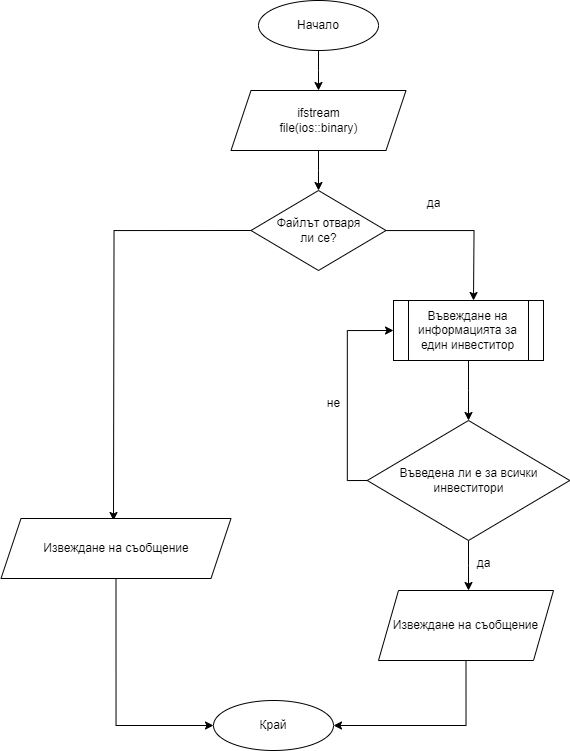 Начало
ifstream
file(ios::binary)
да
Файлът отваря
ли се?
Въвеждане на
информацията за
един инвеститор
не
Въведена ли е за всички
инвеститори
Извеждане на съобщение
да
Извеждане на съобщение
Край